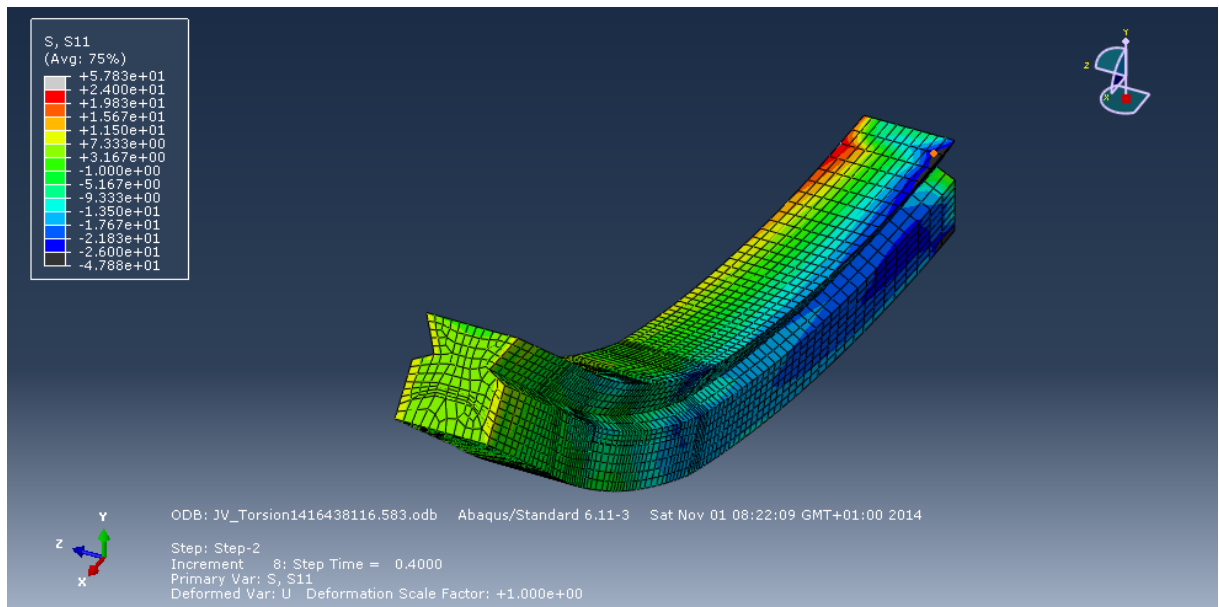 S, S11
(Avg: 75%)
+5.783e+01
+2.400e+01
+1.983e+01
+1.567e+01
+1.150e+01
+7.333e+00
+3.167e+00
-1.000e+00
-5.167e+00
-9.333e+00
-1.350e+01
-1.767e+01
-2.183e+01
-2.600e+01
-4.788e+01
Y
Z
X
ODB: JV_Torsion1416438116.583.odb Abaqus/Standard 6.11-3 Sat Nov 01 08:22:09 GMT+01:00 2014
Y
Z
X
Step: Step-2
Increment 8: Step Time = 0.4000
Primary Var: S, S11
Deformed Var: U Deformation Scale Factor: +1.000e+00